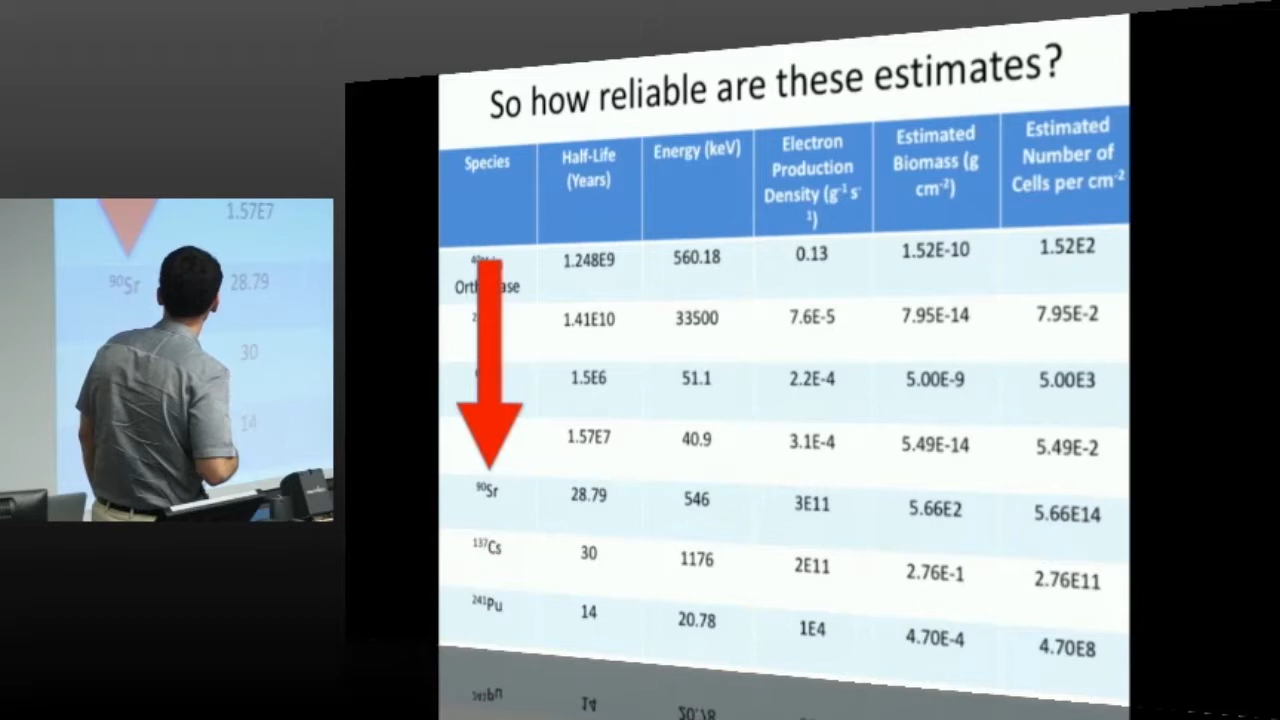 So how reliable are these estimates?
Species Half-Life (Years) Energy (keV) Electron Production Density (g⁻¹ s⁻¹) Estimated Biomass (g cm⁻²) Estimated Number of Cells per cm⁻²
1.248E9 560.18 0.13 1.52E-10 1.52E2
1.41E10 33500 7.6E-5 7.95E-14 7.95E-2
1.5E6 51.1 2.2E-4 5.00E-9 5.00E3
1.57E7 40.9 3.1E-4 5.49E-14 5.49E-2
⁹⁰Sr 28.79 546 3E11 5.66E2 5.66E14
¹³⁷Cs 30 1176 2E11 2.76E-1 2.76E11
²⁴¹Pu 14 20.78 1E4 4.70E-4 4.70E8
1.57E7
⁹⁰Sr 28.79
30
14